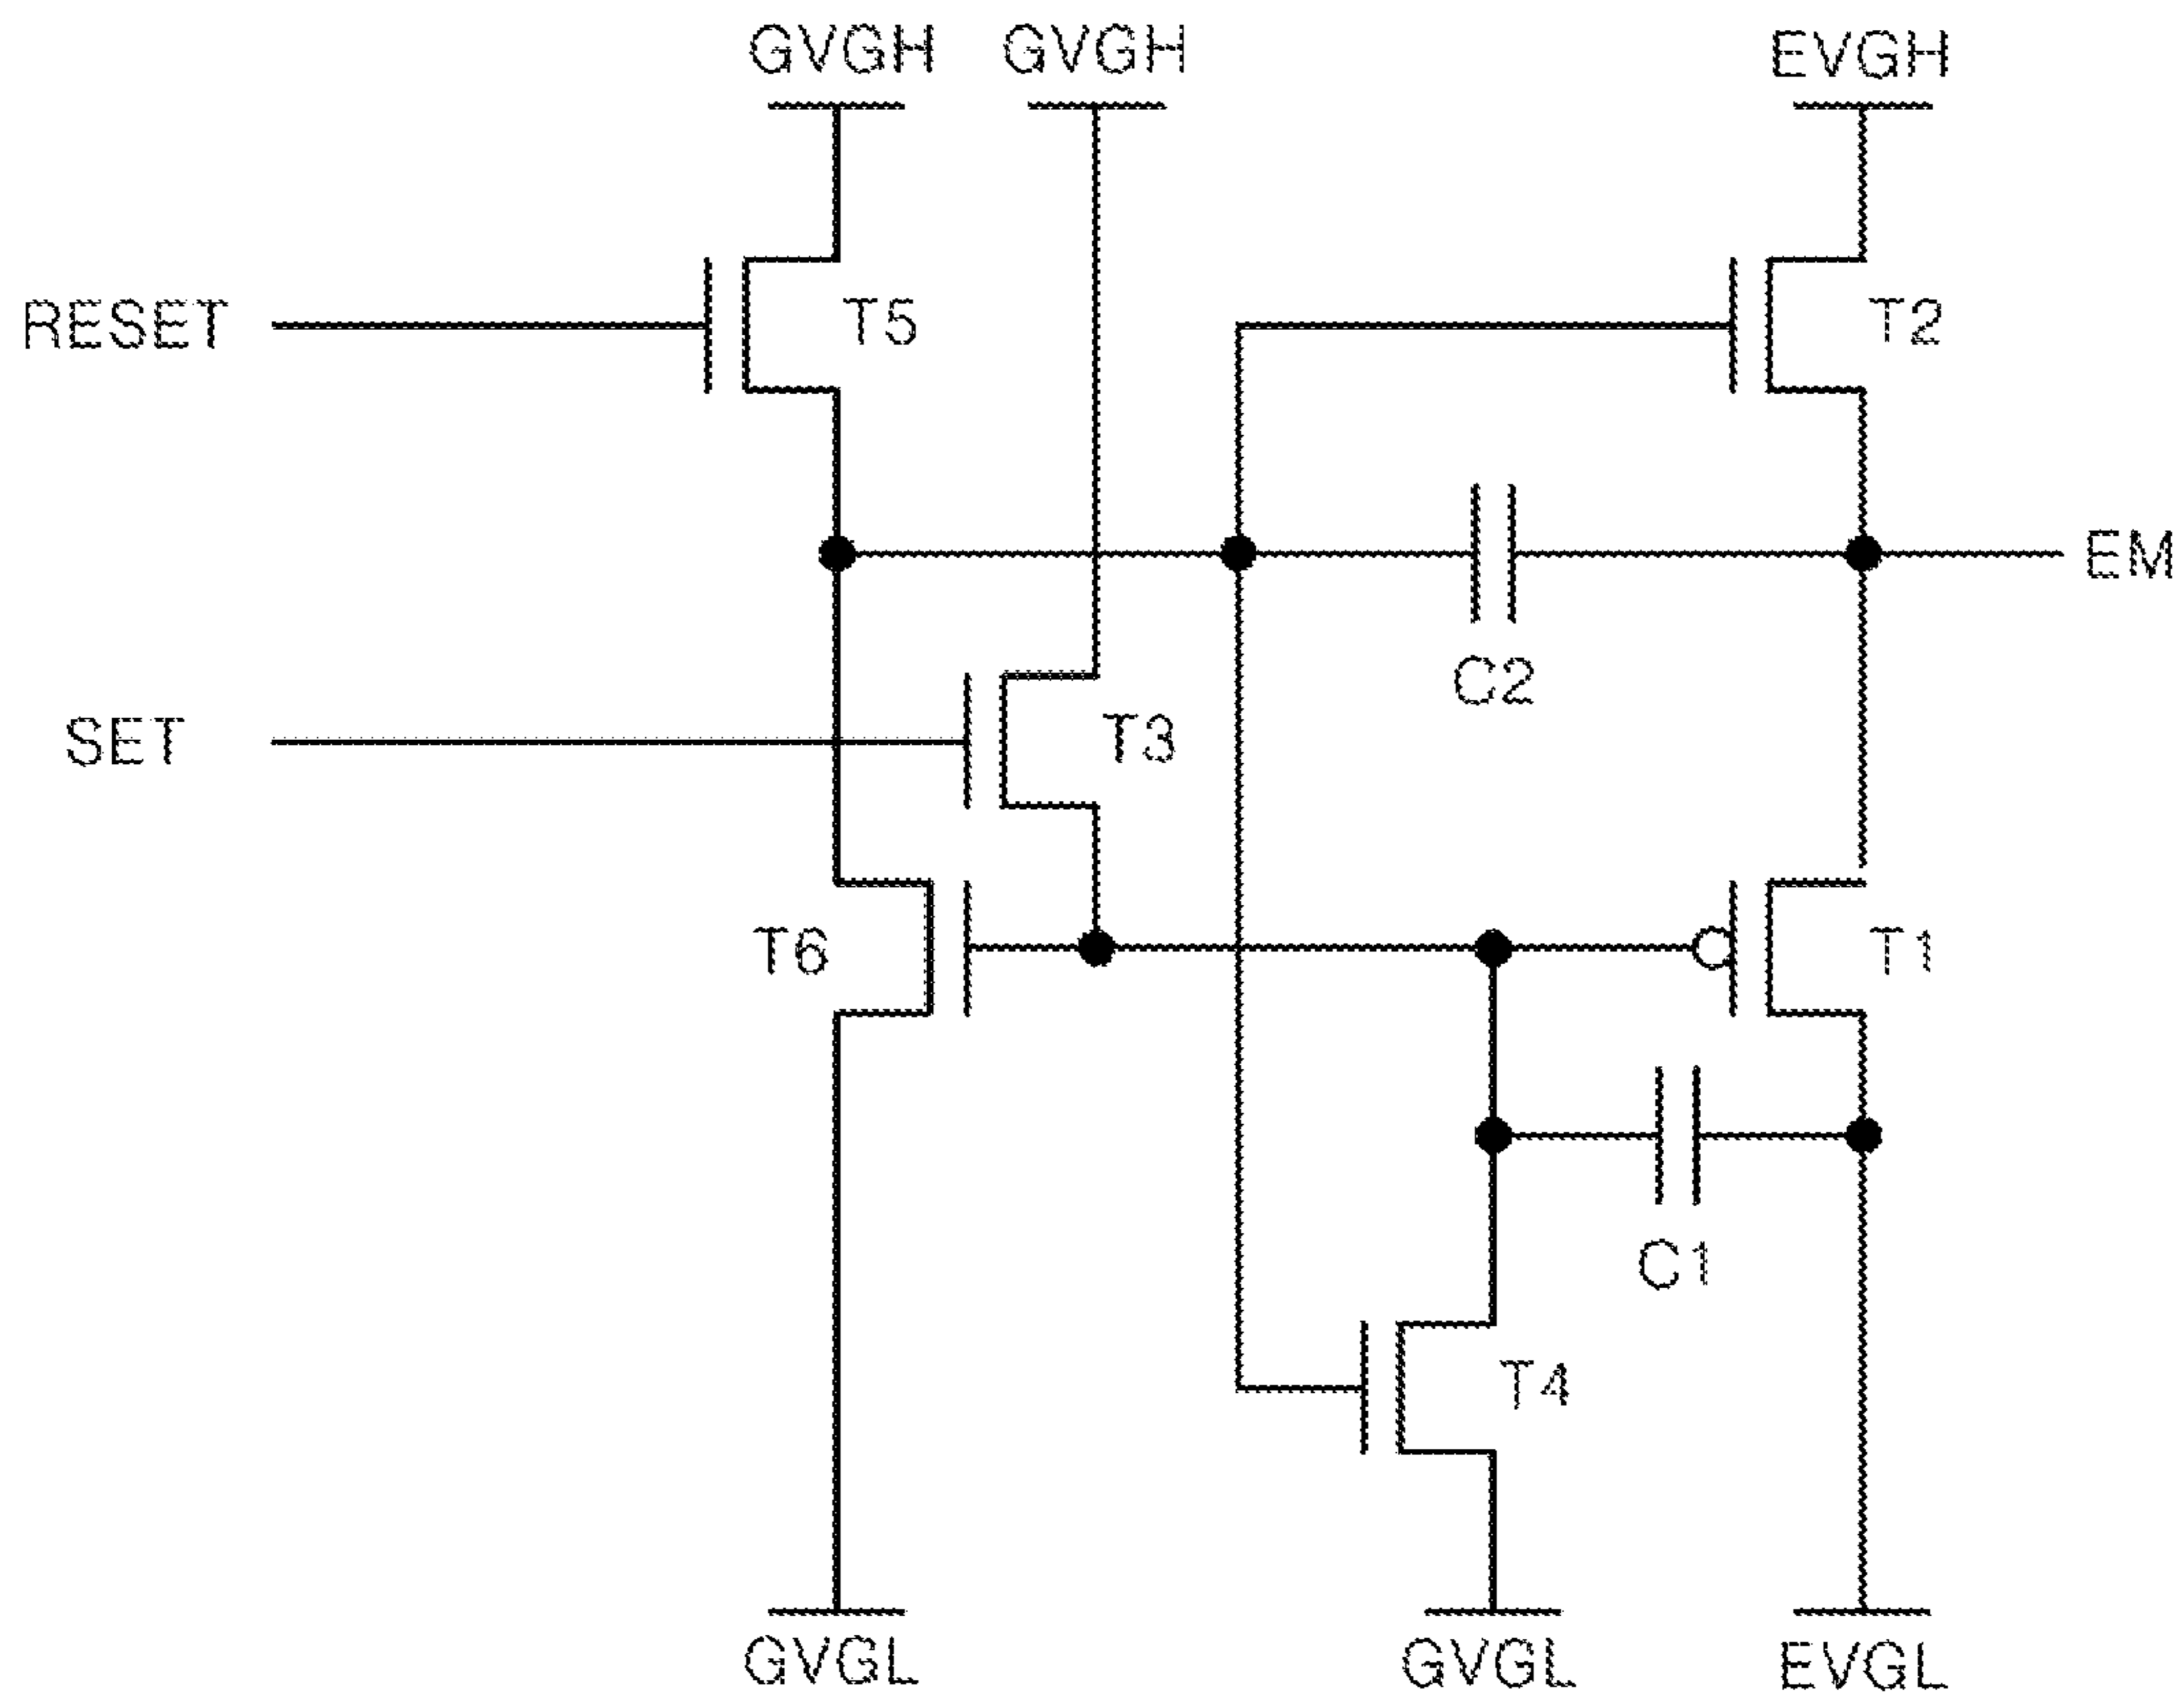 GVGH GVGH EVGH
RESET T5 T2
EM
C2
SET T3
T6 T1
C1
T4
GVGL GVGL EVGL